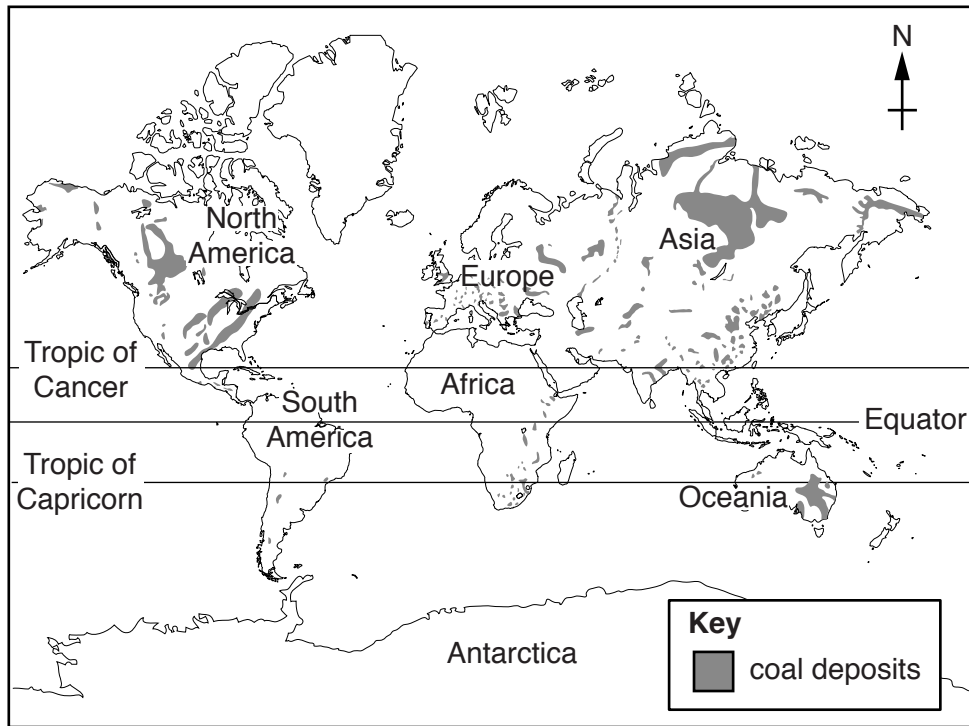 N
North
America
Asia
Europe
Tropic of
Cancer
Africa
South
America
Equator
Tropic of
Capricorn
Oceania
Antarctica
Key
coal deposits